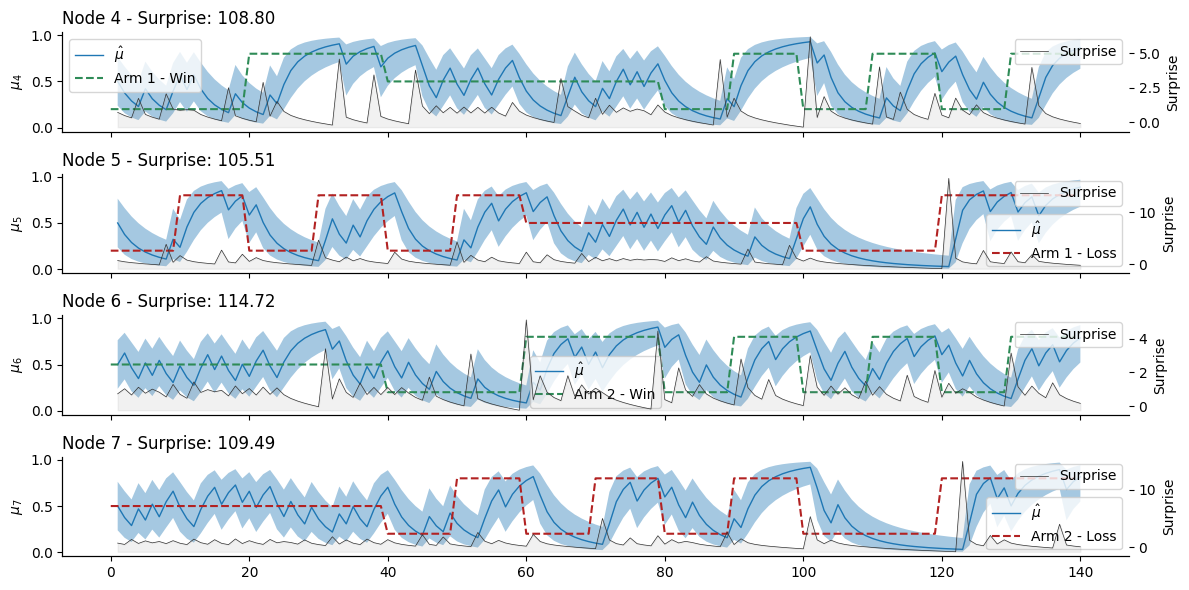 Node 4 - Surprise: 108.80
1.0
0.5
0.0
μ4
μ̂
Arm 1 - Win
Surprise
5.0
2.5
0.0
Surprise
Node 5 - Surprise: 105.51
1.0
0.5
0.0
μ5
Surprise
μ̂
Arm 1 - Loss
10
0
Surprise
Node 6 - Surprise: 114.72
1.0
0.5
0.0
μ6
μ̂
Arm 2 - Win
Surprise
4
2
0
Surprise
Node 7 - Surprise: 109.49
1.0
0.5
0.0
μ7
Surprise
μ̂
Arm 2 - Loss
10
0
Surprise
0 20 40 60 80 100 120 140